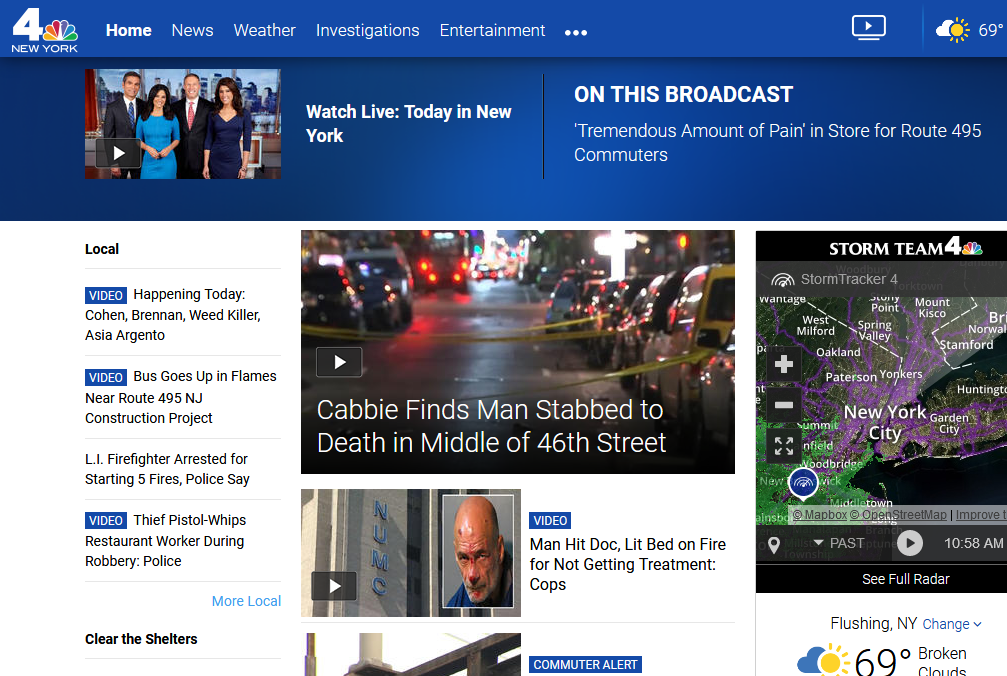 4
NEW YORK
Home
News
Weather
Investigations
Entertainment
69°
Watch Live: Today in New
York
ON THIS BROADCAST
'Tremendous Amount of Pain' in Store for Route 495
Commuters
Local
VIDEO Happening Today:
Cohen, Brennan, Weed Killer,
Asia Argento
VIDEO Bus Goes Up in Flames
Near Route 495 NJ
Construction Project
L.I. Firefighter Arrested for
Starting 5 Fires, Police Say
VIDEO Thief Pistol-Whips
Restaurant Worker During
Robbery: Police
More Local
Clear the Shelters
Cabbie Finds Man Stabbed to
Death in Middle of 46th Street
NUMC
VIDEO
Man Hit Doc, Lit Bed on Fire
for Not Getting Treatment:
Cops
COMMUTER ALERT
STORM TEAM 4
StormTracker 4
Wantage
Stony
Point
Mount
Kisco
West
Milford
Spring
Valley
Stamford
Oakland
Paterson
Yonkers
New York
City
Garden
City
Woodbridge
Middletown
© Mapbox © OpenStreetMap | Improve t
PAST
10:58 AM
See Full Radar
Flushing, NY Change
69°
Broken
Clouds